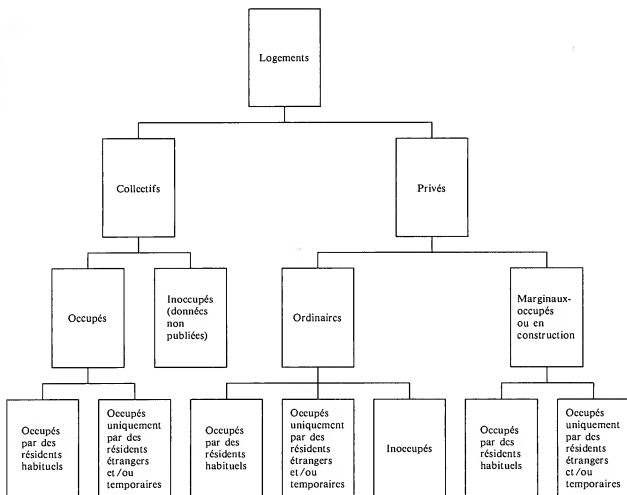 Logements
Collectifs
Privés
Occupés
Inoccupés
(données
non
publiées)
Ordinaires
Marginaux-
occupés
ou en
construction
Occupés
par des
résidents
habituels
Occupés
uniquement
par des
résidents
étrangers
et/ou
temporaires
Occupés
par des
résidents
habituels
Occupés
uniquement
par des
résidents
étrangers
et/ou
temporaires
Inoccupés
Occupés
par des
résidents
habituels
Occupés
uniquement
par des
résidents
étrangers
et/ou
temporaires